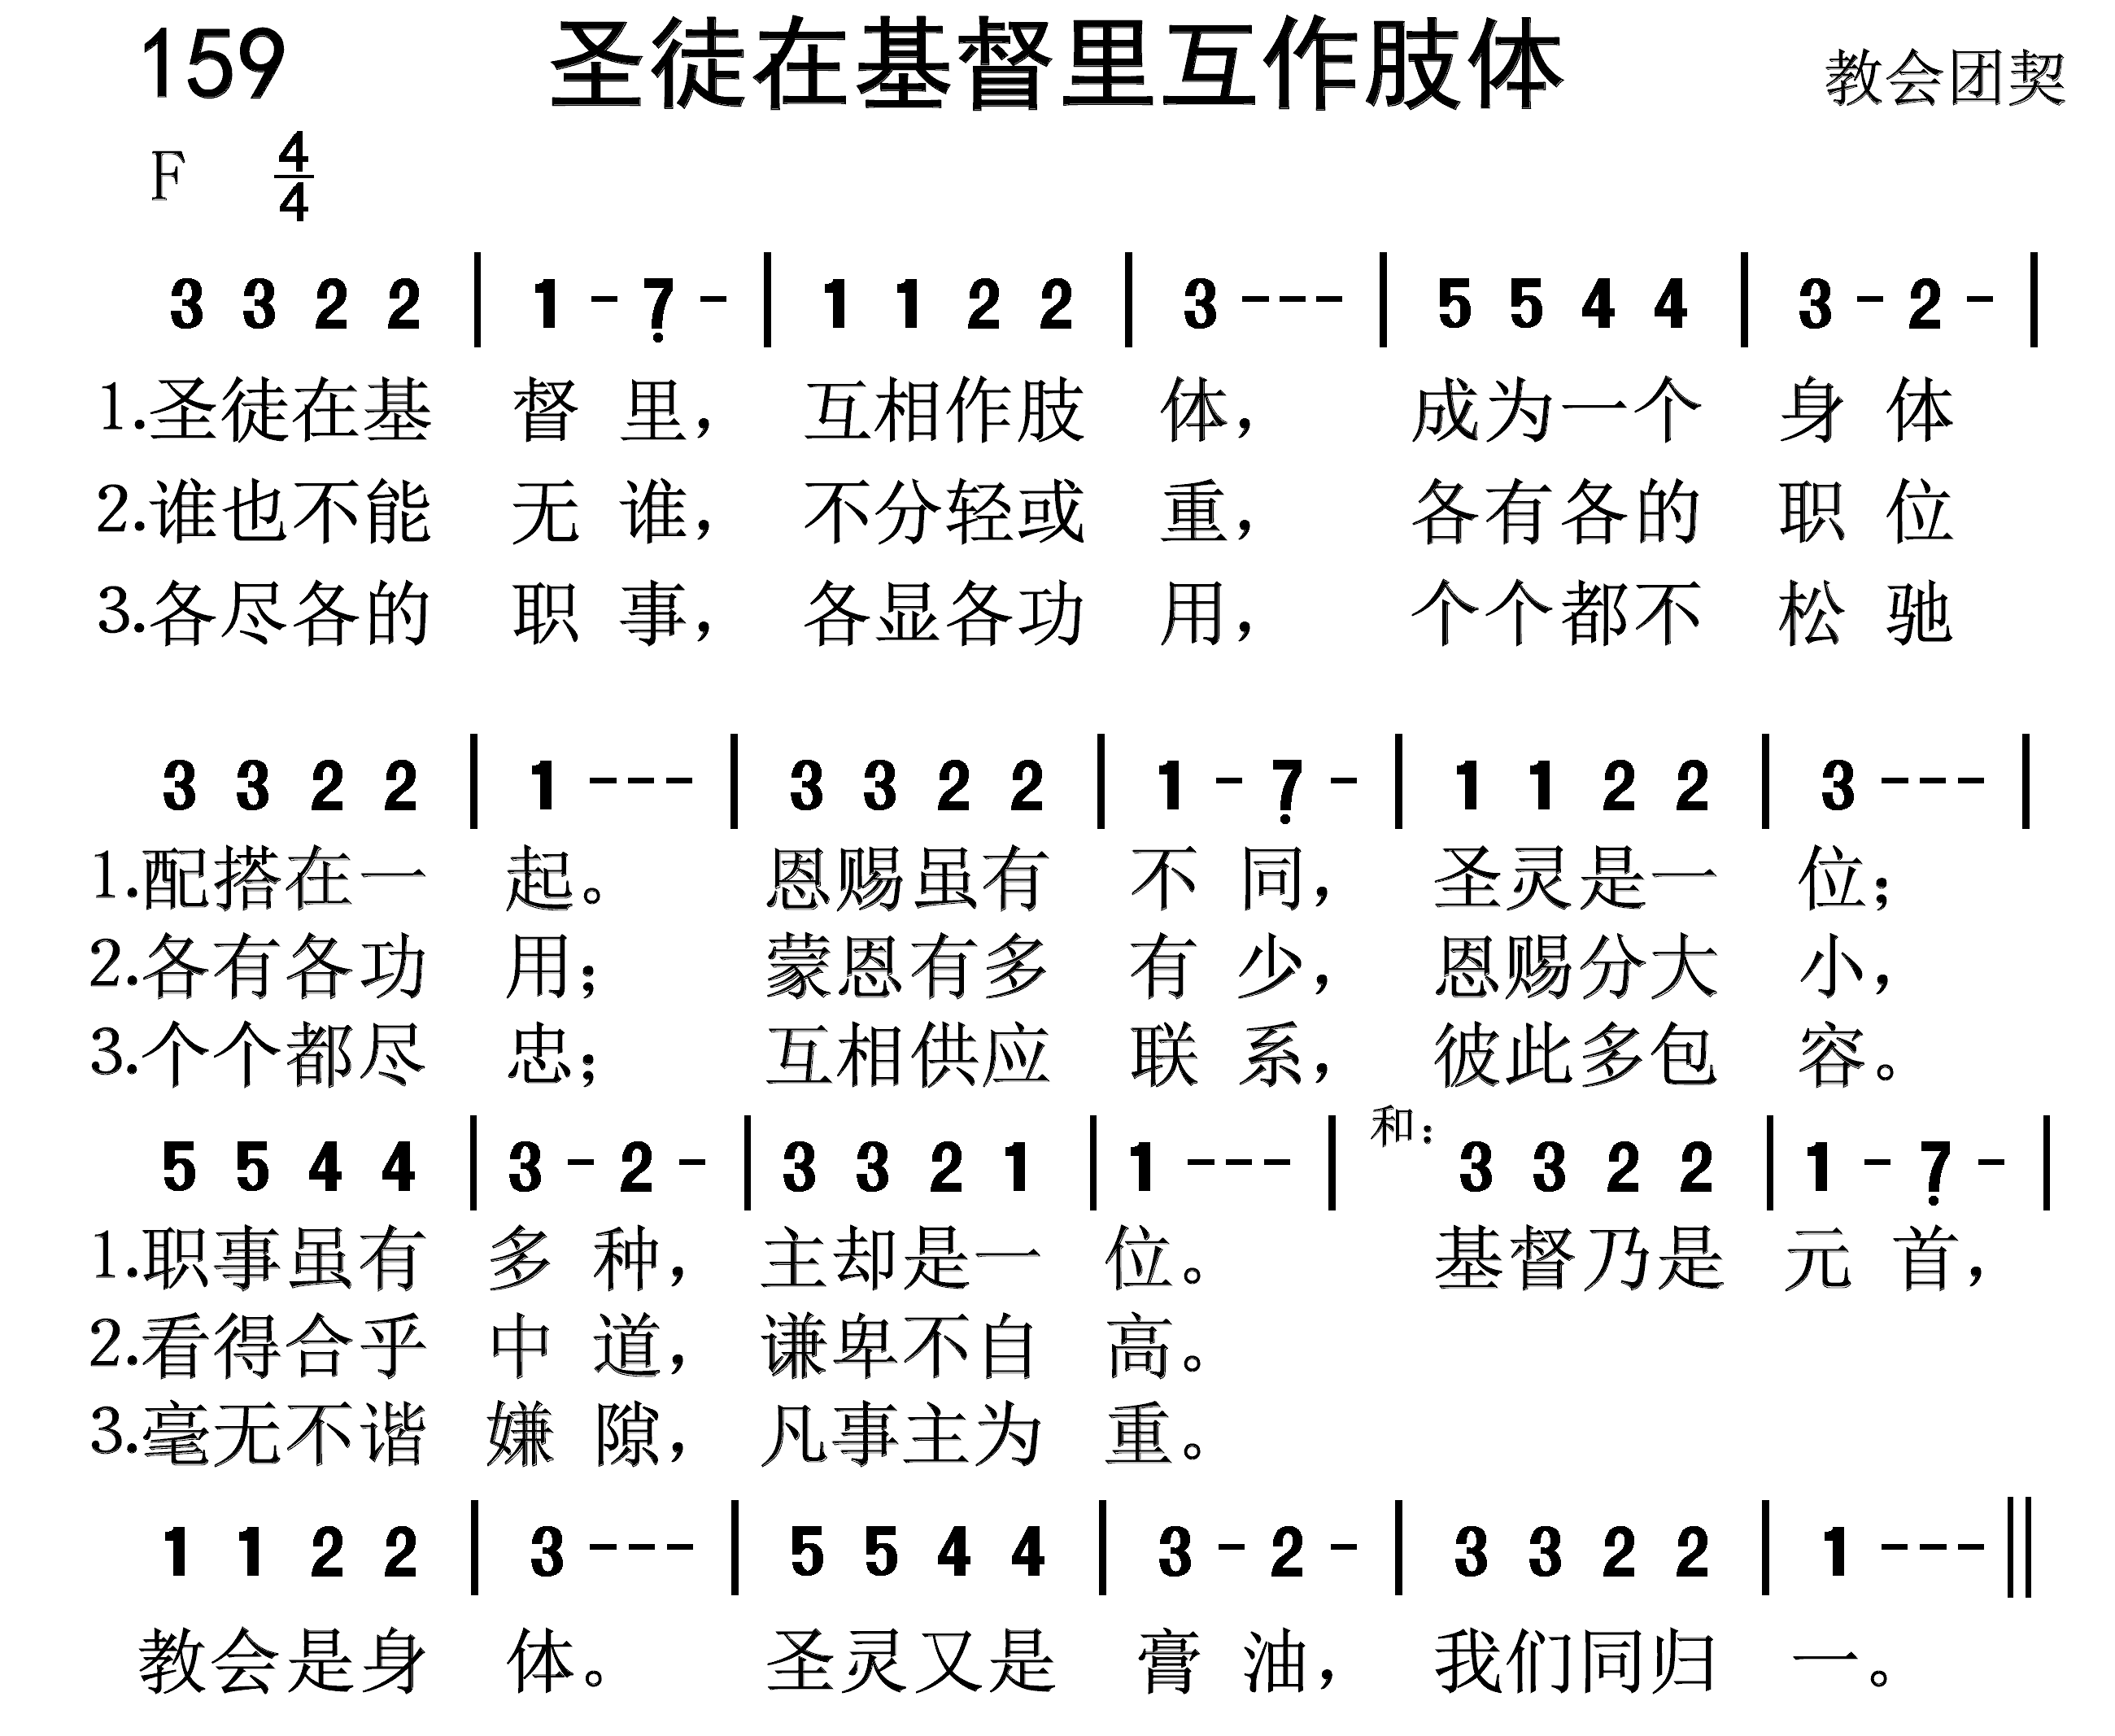 159 圣徒在基督里互作肢体 教会团契
F 4/4
3 3 2 2 | 1 - 7̣ - | 1 1 2 2 | 3 - - - | 5 5 4 4 | 3 - 2 - |
1.圣徒在基 督 里， 互相作肢 体， 成为一个 身 体
2.谁也不能 无 谁， 不分轻或 重， 各有各的 职 位
3.各尽各的 职 事， 各显各功 用， 个个都不 松 驰
3 3 2 2 | 1 - - - | 3 3 2 2 | 1 - 7̣ - | 1 1 2 2 | 3 - - - |
1.配搭在一 起。 恩赐虽有 不 同， 圣灵是一 位；
2.各有各功 用； 蒙恩有多 有 少， 恩赐分大 小，
3.个个都尽 忠； 互相供应 联 系， 彼此多包 容。
5 5 4 4 | 3 - 2 - | 3 3 2 1 | 1 - - - | 和： 3 3 2 2 | 1 - 7̣ - |
1.职事虽有 多 种， 主却是一 位。 基督乃是 元 首，
2.看得合乎 中 道， 谦卑不自 高。
3.毫无不谐 嫌 隙， 凡事主为 重。
1 1 2 2 | 3 - - - | 5 5 4 4 | 3 - 2 - | 3 3 2 2 | 1 - - - ‖
教会是身 体。 圣灵又是 膏 油， 我们同归 一。